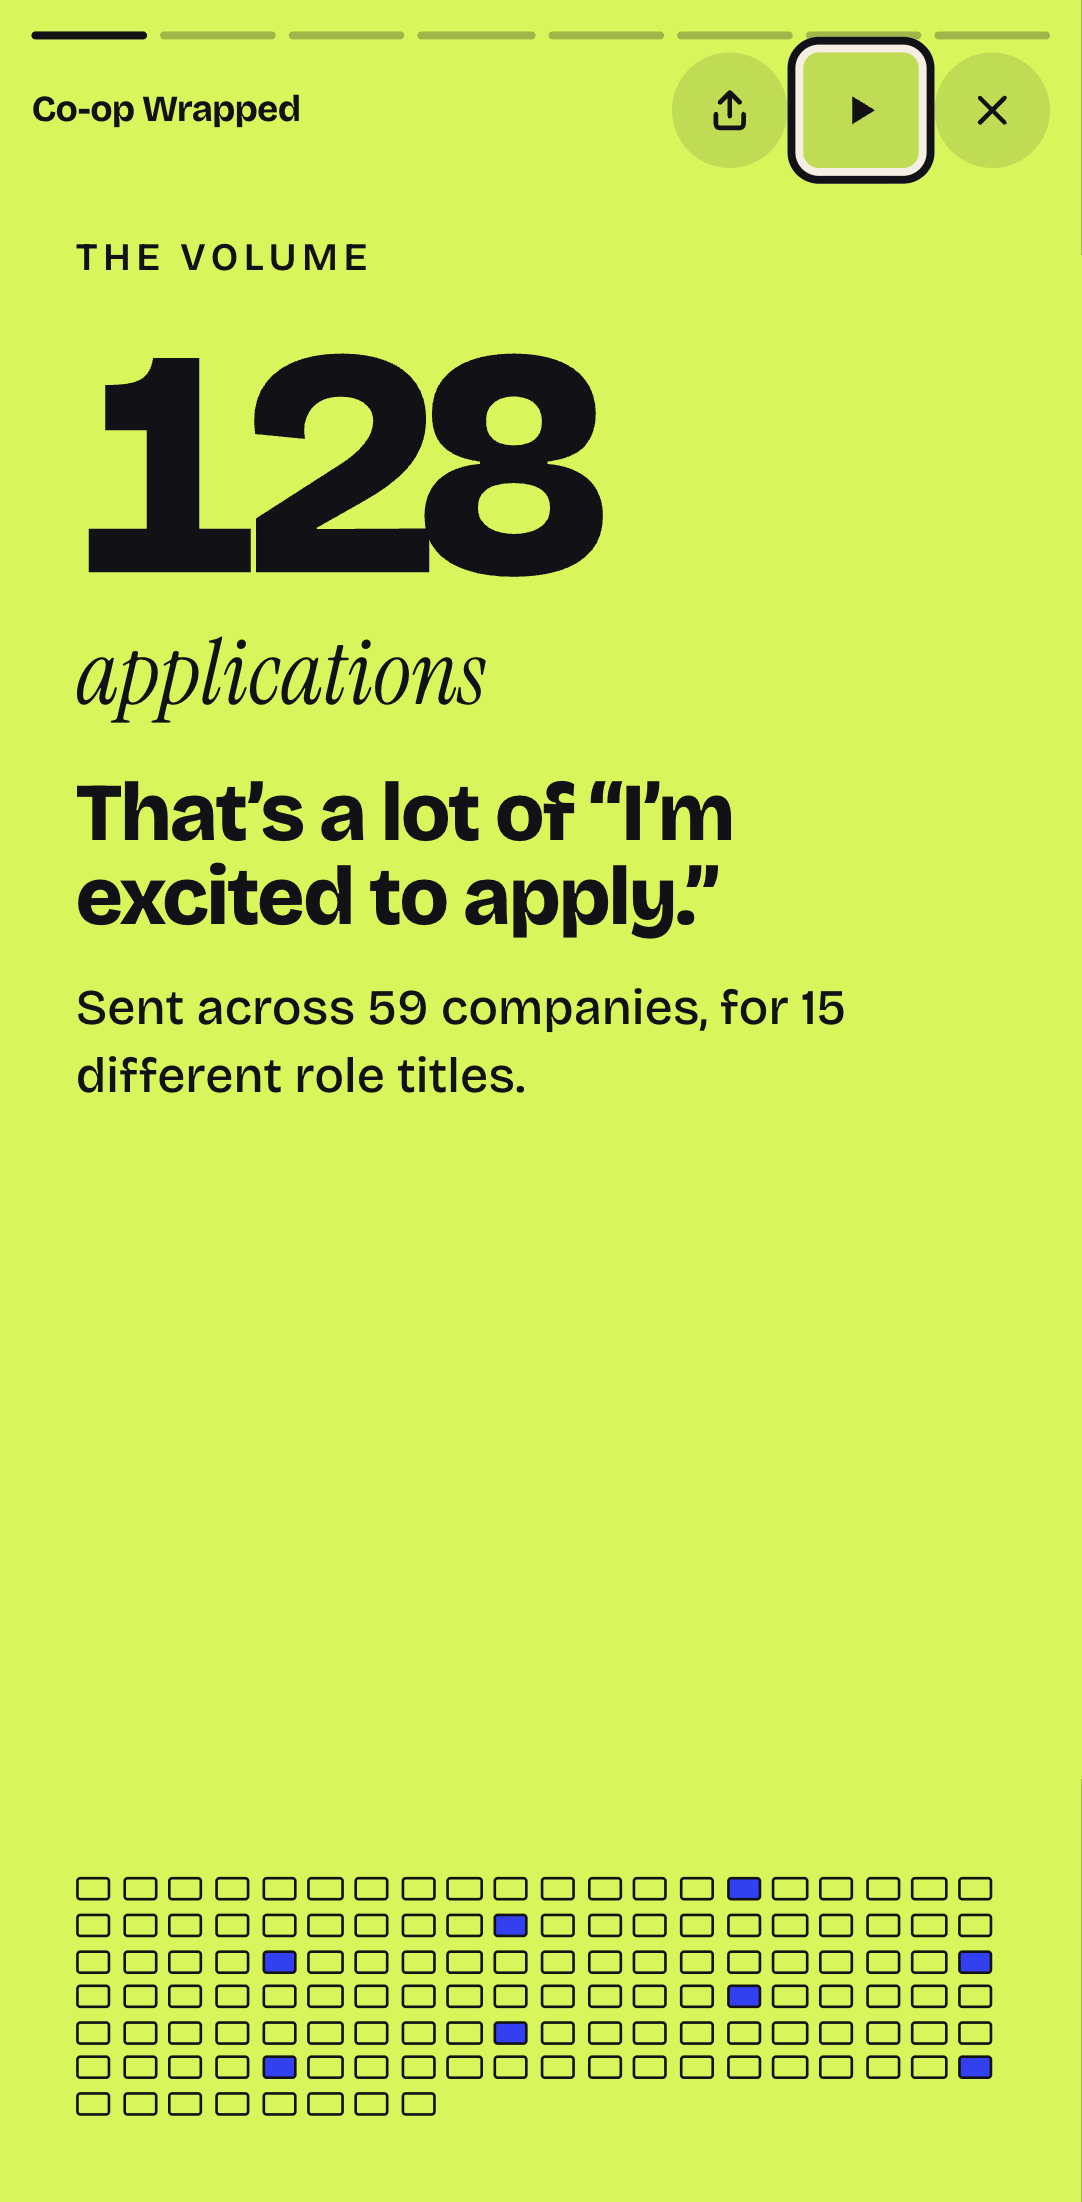 Co-op Wrapped
THE VOLUME
128
applications
That’s a lot of “I’m
excited to apply.”
Sent across 59 companies, for 15
different role titles.